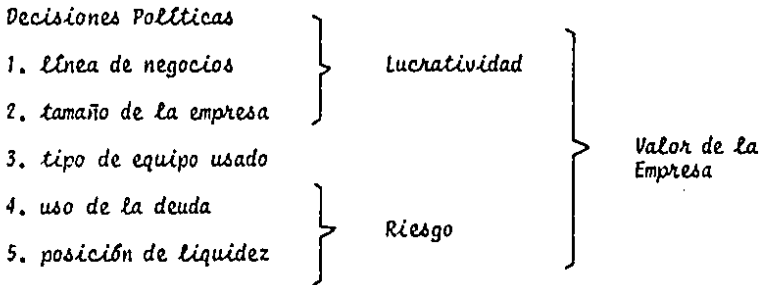 Decisiones Políticas
1. línea de negocios
Lucratividad
2. tamaño de la empresa
3. tipo de equipo usado
Valor de la
Empresa
4. uso de la deuda
Riesgo
5. posición de liquidez